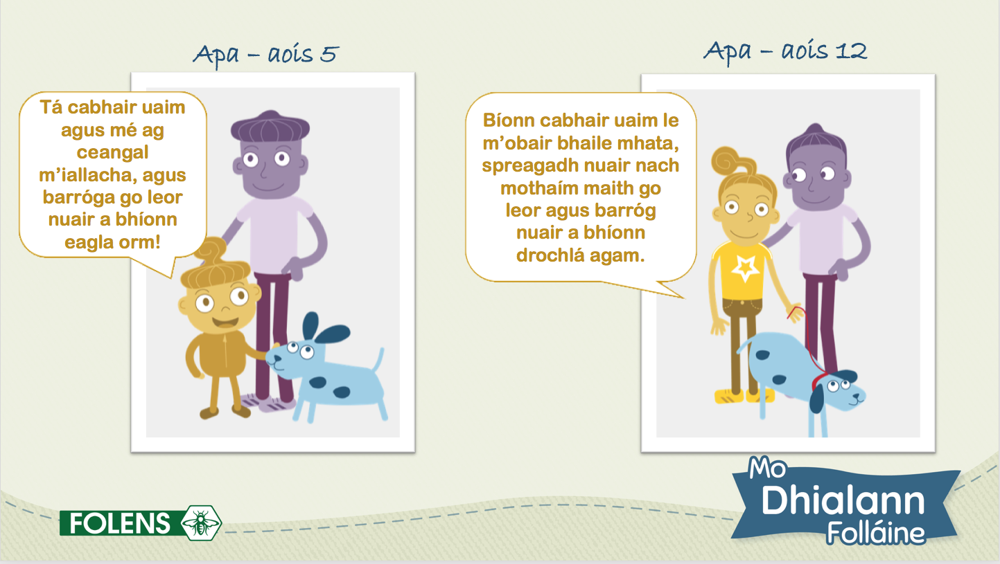 Apa – aois 5
Tá cabhair uaim
agus mé ag
ceangal
m’iallacha, agus
barróga go leor
nuair a bhíonn
eagla orm!
Apa – aois 12
Bíonn cabhair uaim le
m’obair bhaile mhata,
spreagadh nuair nach
mothaím maith go
leor agus barróg
nuair a bhíonn
drochlá agam.
FOLENS
Mo
Dhialann
Folláine